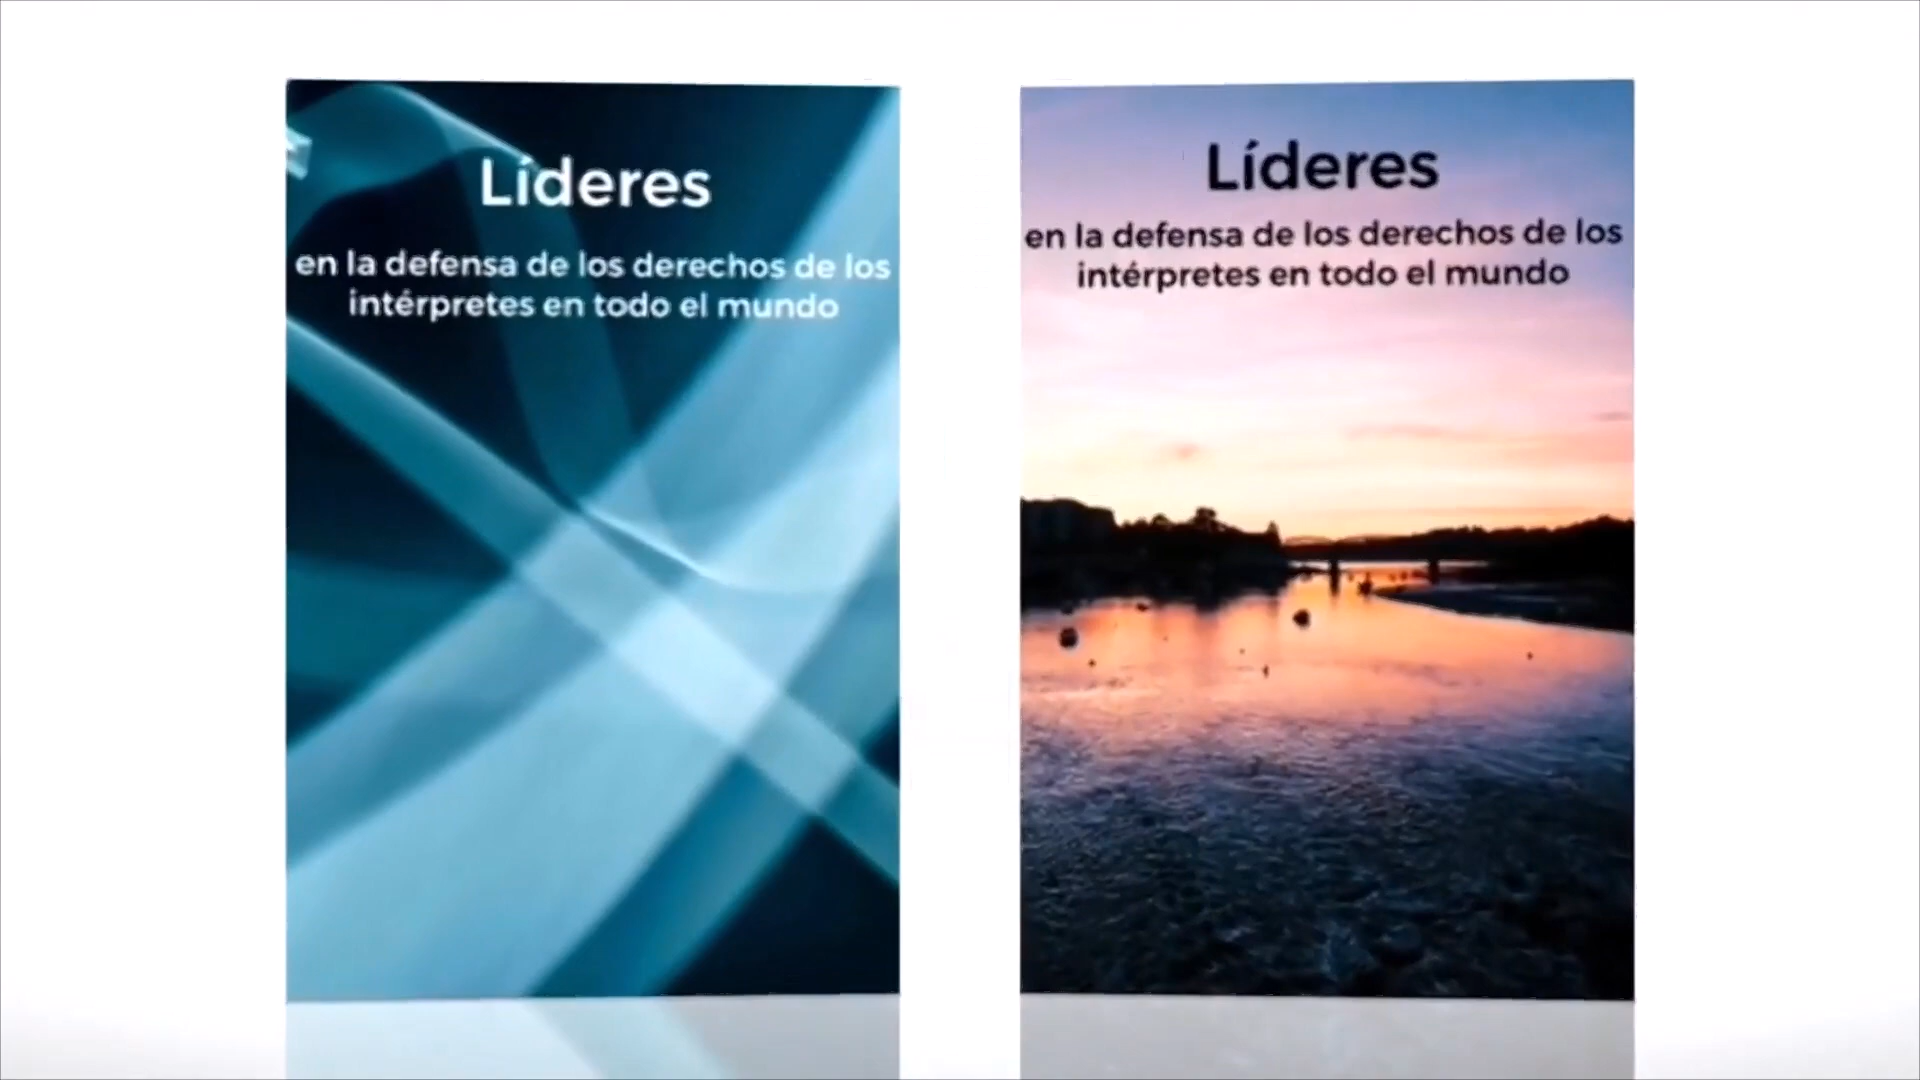 Líderes
en la defensa de los derechos de los
intérpretes en todo el mundo
Líderes
en la defensa de los derechos de los
intérpretes en todo el mundo